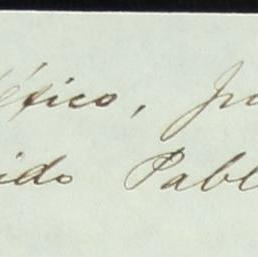 éxico, Ju
ido Pabl